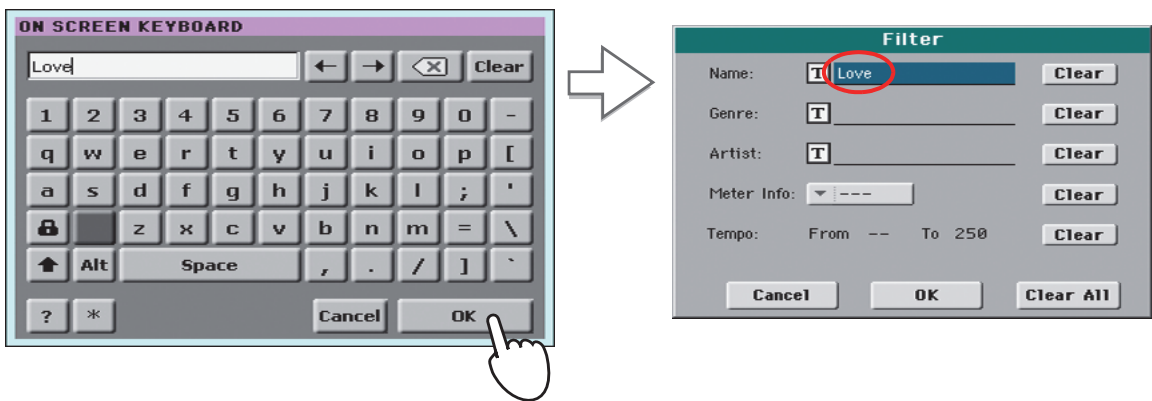 ON SCREEN KEYBOARD
Love
← → Clear
1 2 3 4 5 6 7 8 9 0 -
q w e r t y u i o p [
a s d f g h j k l ; '
z x c v b n m = \
Alt Space , . / ] `
? * Cancel OK
Filter
Name: T Love Clear
Genre: T Clear
Artist: T Clear
Meter Info: --- Clear
Tempo: From -- To 250 Clear
Cancel OK Clear All